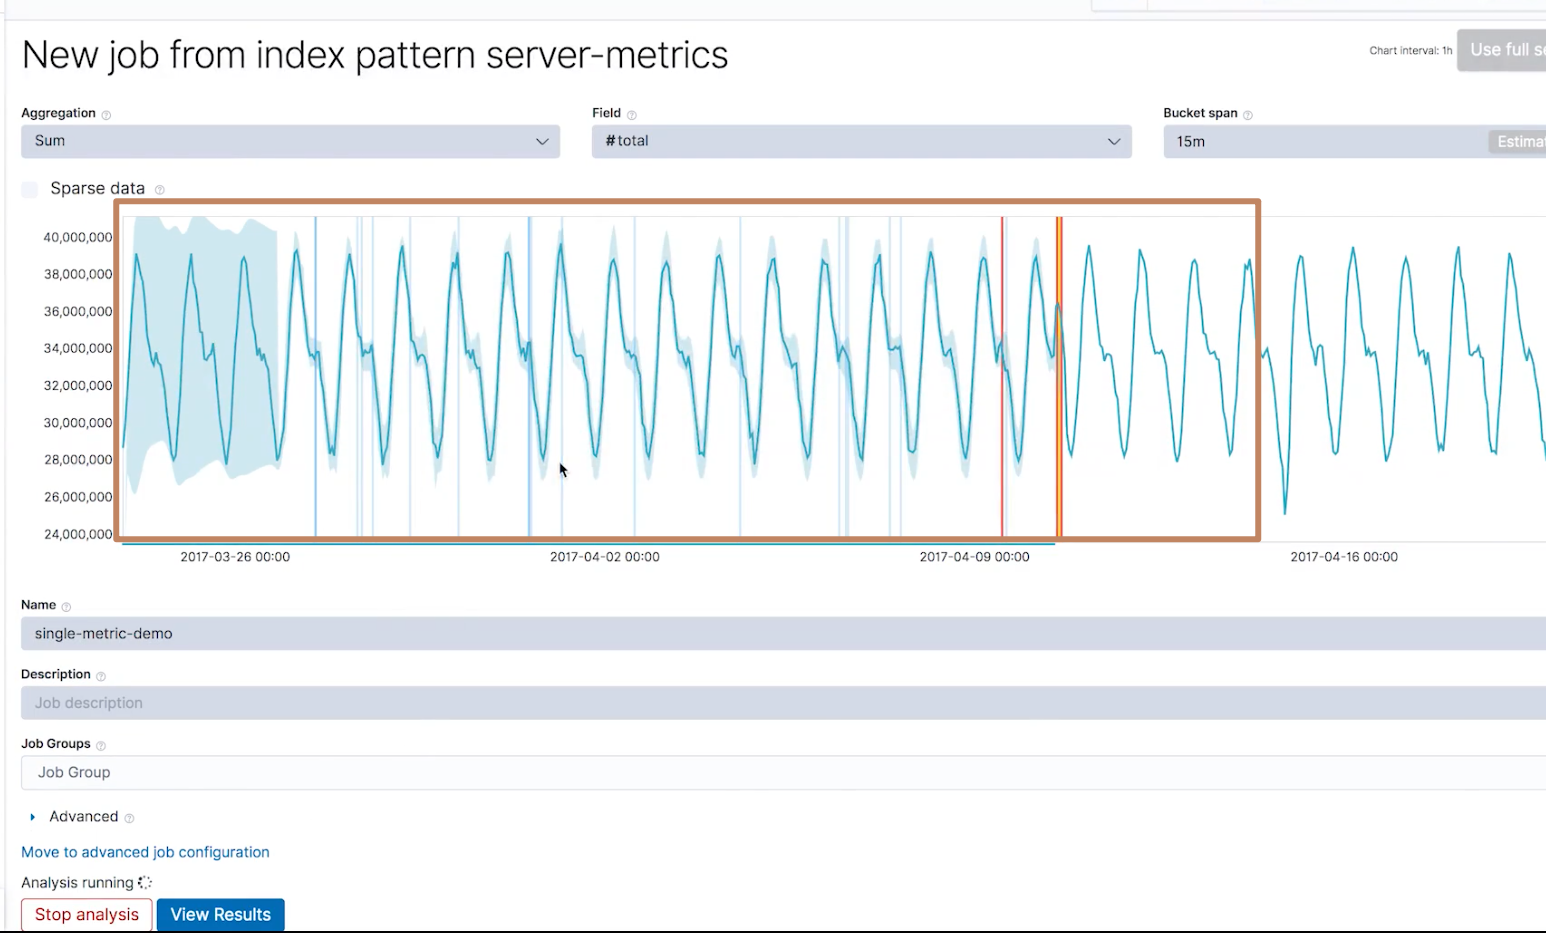 New job from index pattern server-metrics
Chart interval: 1h
Use full s
Aggregation
Field
Bucket span
Sum
#total
15m
Estima
Sparse data
40,000,000
38,000,000
36,000,000
34,000,000
32,000,000
30,000,000
28,000,000
26,000,000
24,000,000
2017-03-26 00:00
2017-04-02 00:00
2017-04-09 00:00
2017-04-16 00:00
Name
single-metric-demo
Description
Job description
Job Groups
Job Group
Advanced
Move to advanced job configuration
Analysis running
Stop analysis
View Results